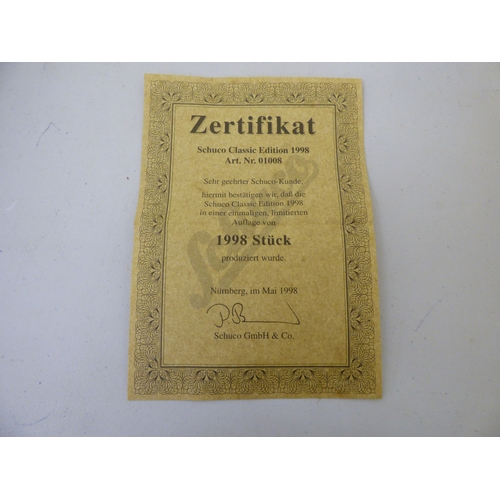 Zertifikat
Schuco Classic Edition 1998
Art. Nr. 01008
Sehr geehrter Schuco-Kunde,
hiermit bestätigen wir, daß die
Schuco Classic Edition 1998
in einer einmaligen, limitierten
Auflage von
1998 Stück
produziert wurde.
Nürnberg, im Mai 1998
Schuco GmbH & Co.